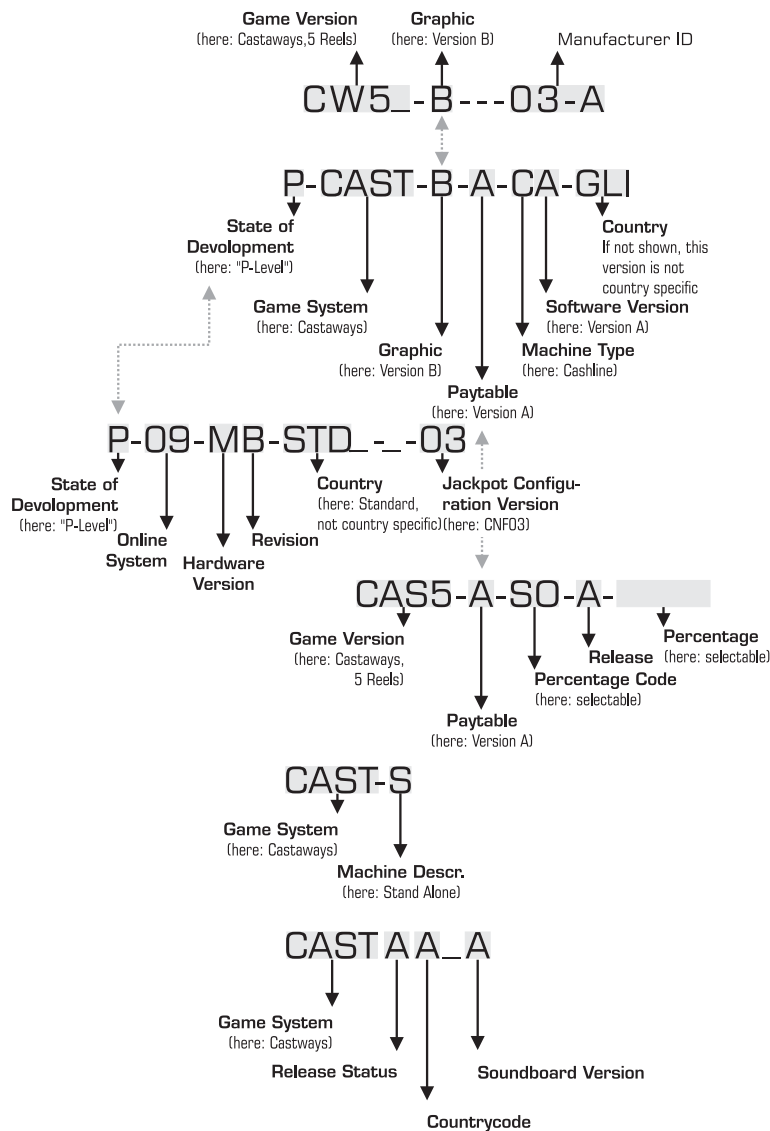 Game Version
(here: Castaways,5 Reels)
Graphic
(here: Version B)
Manufacturer ID
CW5_-B---03-A
P-CAST-B-A-CA-GLI
State of
Devolopment
(here: "P-Level")
Game System
(here: Castaways)
Graphic
(here: Version B)
Paytable
(here: Version A)
Machine Type
(here: Cashline)
Software Version
(here: Version A)
Country
If not shown, this
version is not
country specific
P-09-MB-STD_-_-03
State of
Devolopment
(here: "P-Level")
Online
System
Hardware
Version
Revision
Country
(here: Standard,
not country specific)
Jackpot Configu-
ration Version
(here: CNF03)
CAS5-A-SO-A-
Game Version
(here: Castaways,
5 Reels)
Paytable
(here: Version A)
Percentage Code
(here: selectable)
Release
Percentage
(here: selectable)
CAST-S
Game System
(here: Castaways)
Machine Descr.
(here: Stand Alone)
CASTAA_A
Game System
(here: Castways)
Release Status
Countrycode
Soundboard Version